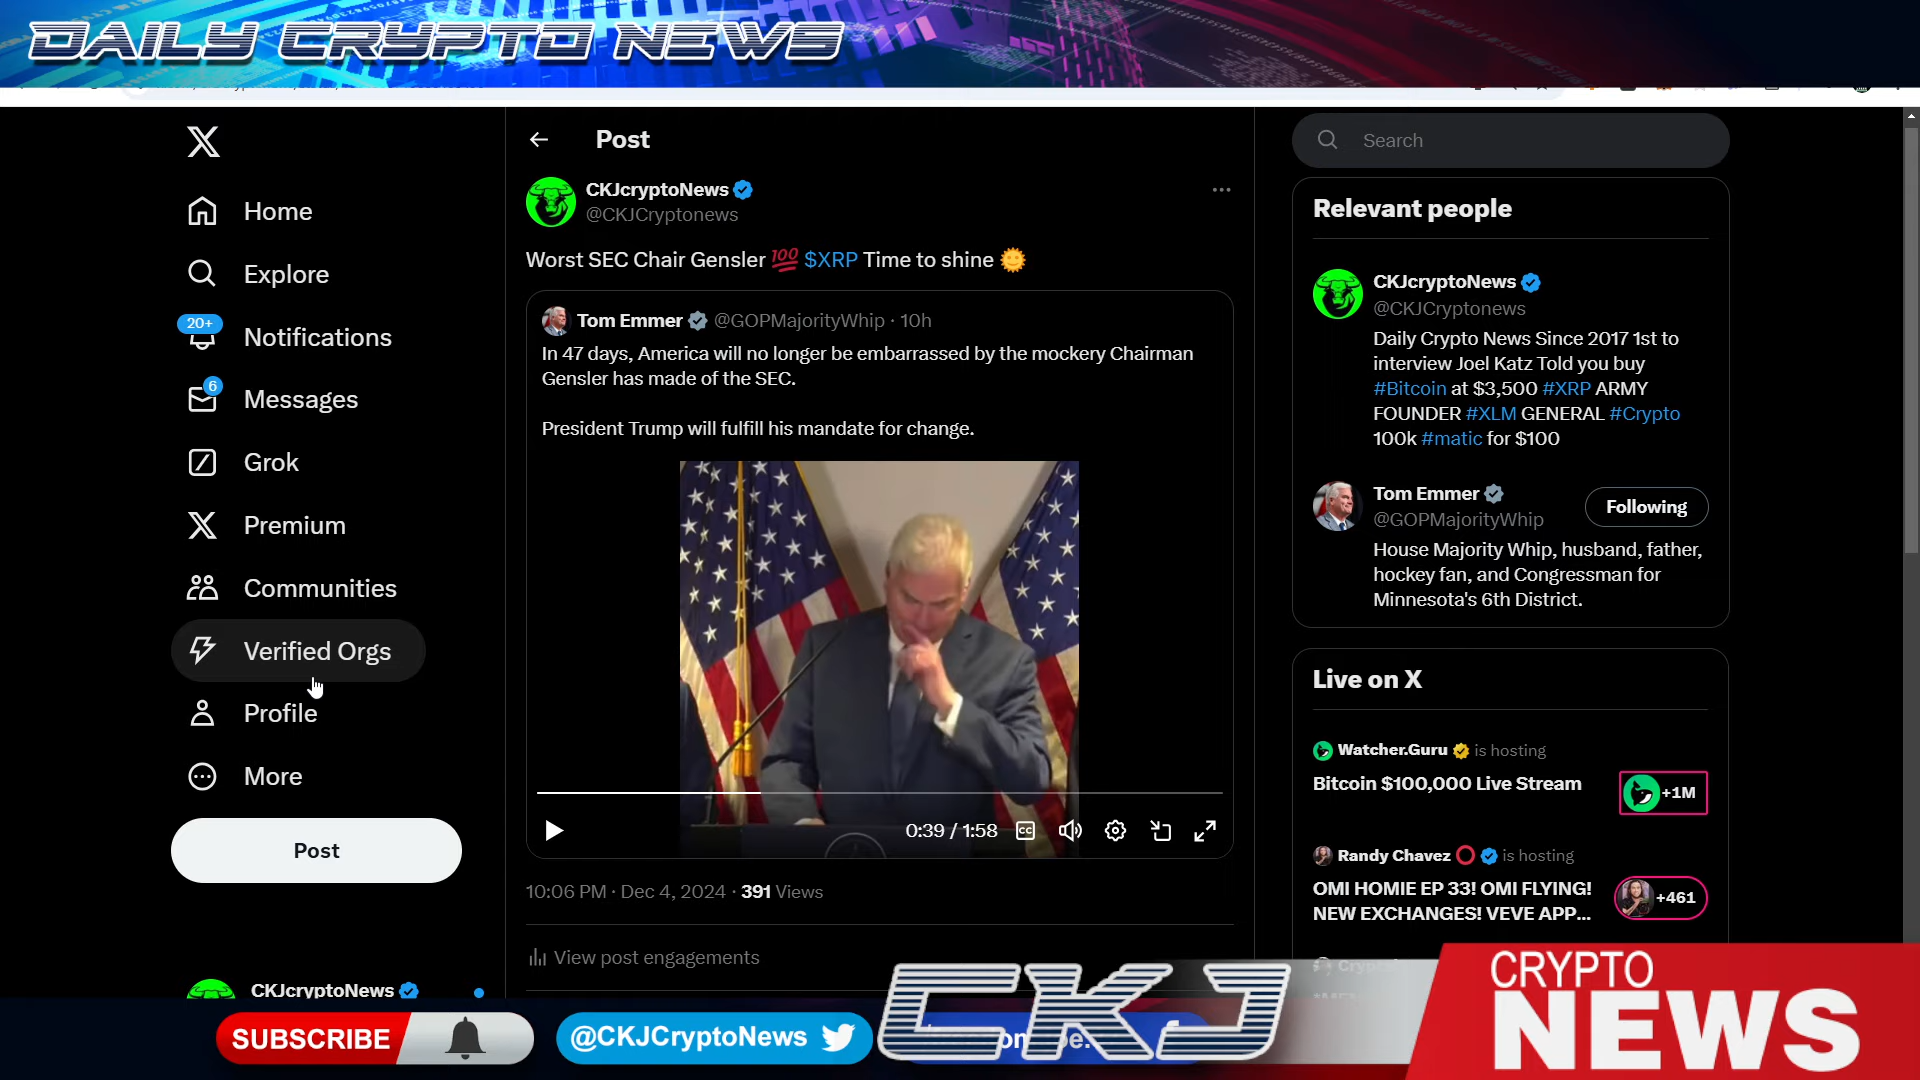 DAILY CRYPTO NEWS
Home
Explore
20+
Notifications
6
Messages
Grok
Premium
Communities
Verified Orgs
Profile
More
Post
CKJcryptoNews
Post
CKJcryptoNews
@CKJCryptonews
Worst SEC Chair Gensler 💯 $XRP Time to shine 🌞
Tom Emmer @GOPMajorityWhip · 10h
In 47 days, America will no longer be embarrassed by the mockery Chairman
Gensler has made of the SEC.
President Trump will fulfill his mandate for change.
0:39 / 1:58
CC
10:06 PM · Dec 4, 2024 · 391 Views
View post engagements
Search
Relevant people
CKJcryptoNews
@CKJCryptonews
Daily Crypto News Since 2017 1st to
interview Joel Katz Told you buy
#Bitcoin at $3,500 #XRP ARMY
FOUNDER #XLM GENERAL #Crypto
100k #matic for $100
Tom Emmer
@GOPMajorityWhip
Following
House Majority Whip, husband, father,
hockey fan, and Congressman for
Minnesota's 6th District.
Live on X
Watcher.Guru is hosting
Bitcoin $100,000 Live Stream
+1M
Randy Chavez is hosting
OMI HOMIE EP 33! OMI FLYING!
NEW EXCHANGES! VEVE APP...
+461
SUBSCRIBE
@CKJCryptoNews
CKJ
CRYPTO
NEWS